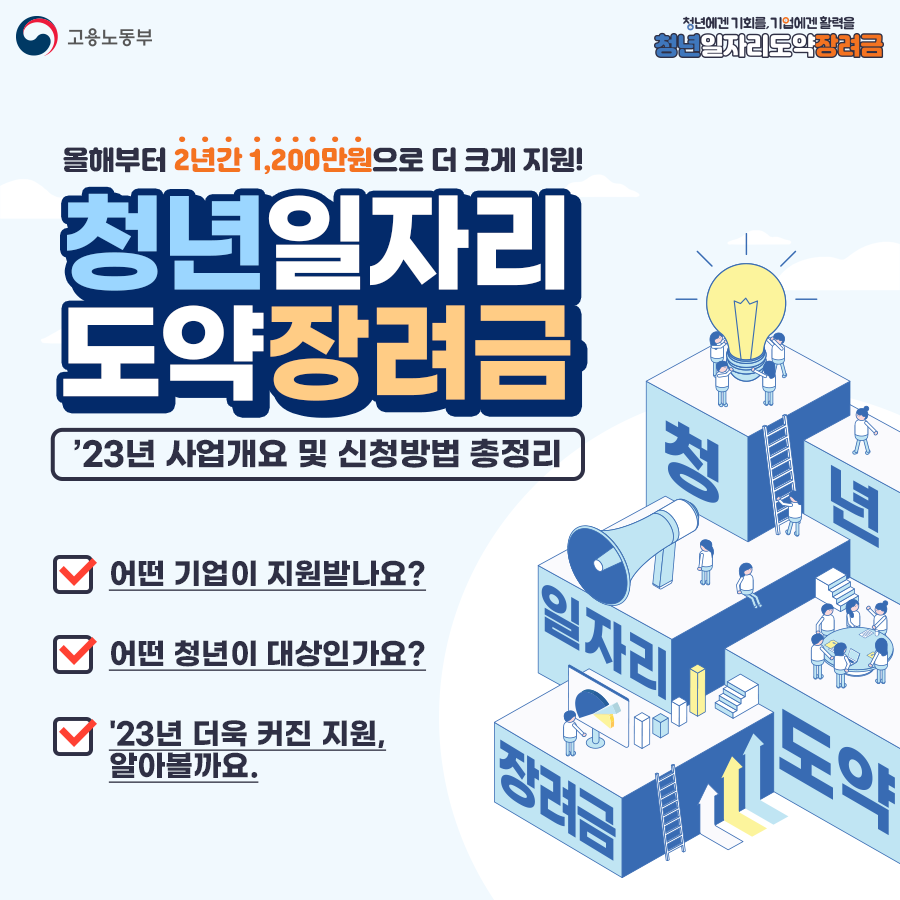 고용노동부
청년에겐 기회를, 기업에겐 활력을
청년일자리도약장려금
올해부터 2년간 1,200만원으로 더 크게 지원!
청년일자리
도약장려금
’23년 사업개요 및 신청방법 총정리
어떤 기업이 지원받나요?
어떤 청년이 대상인가요?
'23년 더욱 커진 지원,
알아볼까요.
청
년
일자리
도약
장려금